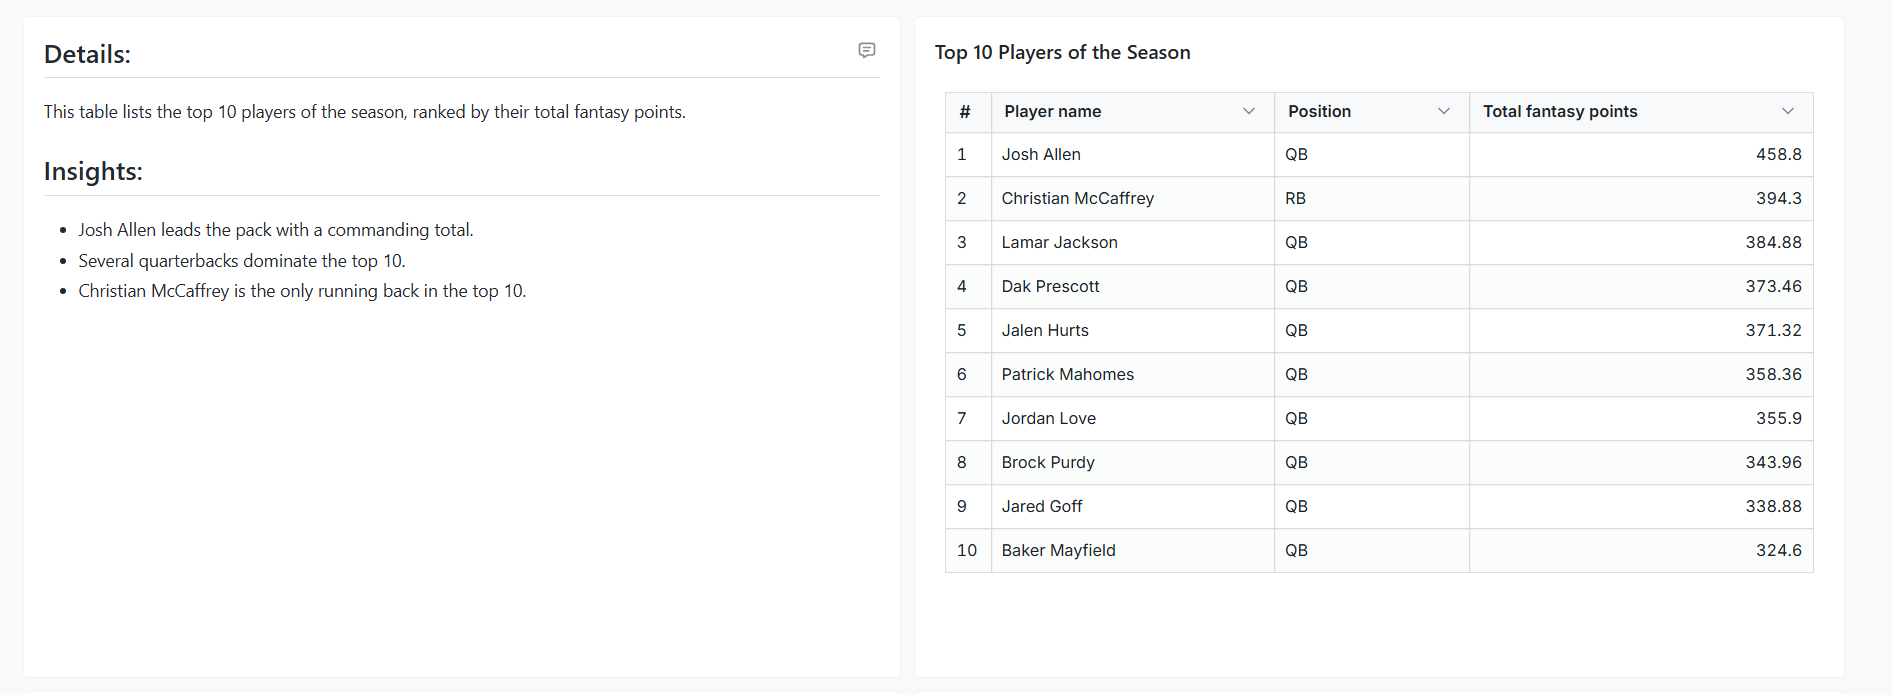 Details:
This table lists the top 10 players of the season, ranked by their total fantasy points.
Insights:
• Josh Allen leads the pack with a commanding total.
• Several quarterbacks dominate the top 10.
• Christian McCaffrey is the only running back in the top 10.
Top 10 Players of the Season
# Player name Position Total fantasy points
1 Josh Allen QB 458.8
2 Christian McCaffrey RB 394.3
3 Lamar Jackson QB 384.88
4 Dak Prescott QB 373.46
5 Jalen Hurts QB 371.32
6 Patrick Mahomes QB 358.36
7 Jordan Love QB 355.9
8 Brock Purdy QB 343.96
9 Jared Goff QB 338.88
10 Baker Mayfield QB 324.6